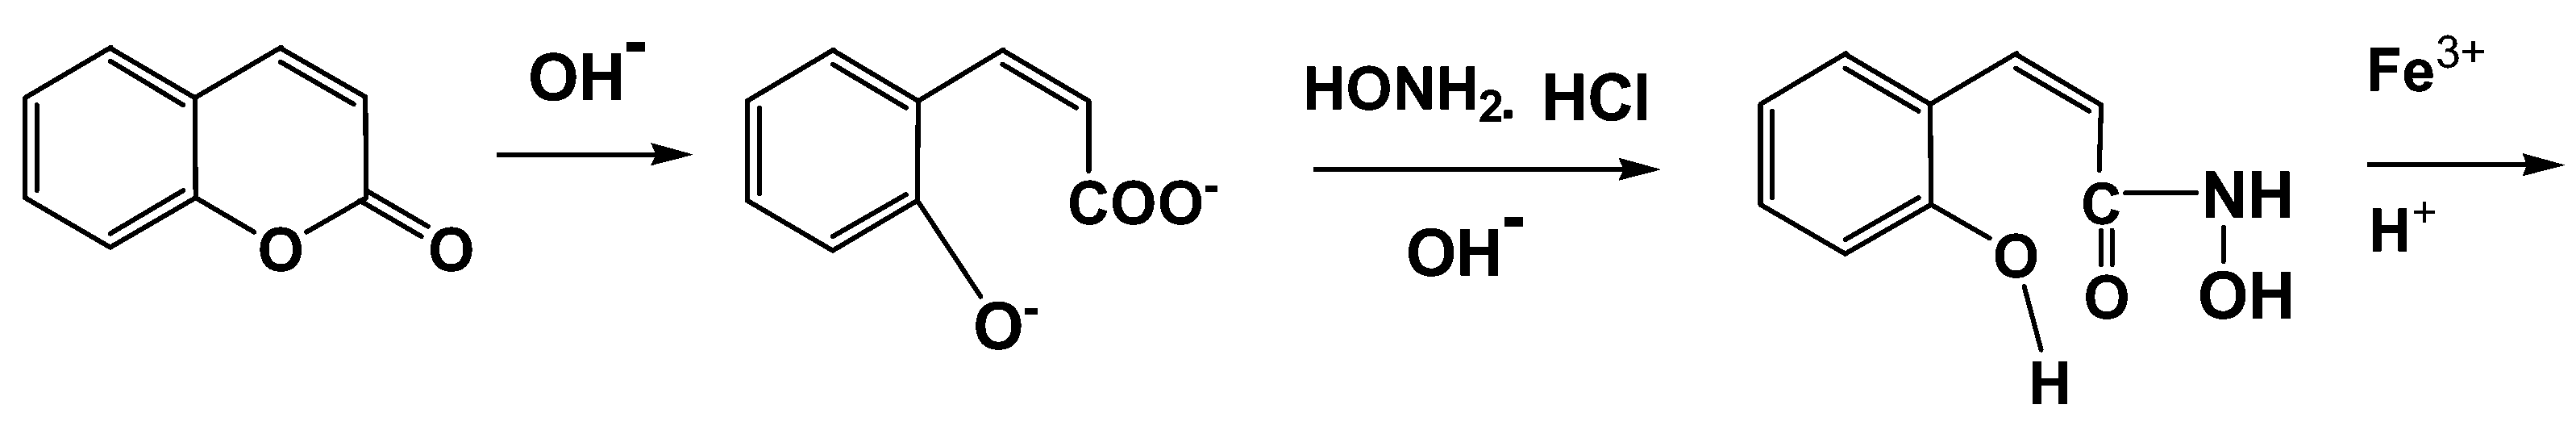 O
O
OH⁻
COO⁻
O⁻
HONH₂. HCl
OH⁻
C
NH
O
OH
O
H
Fe³⁺
H⁺